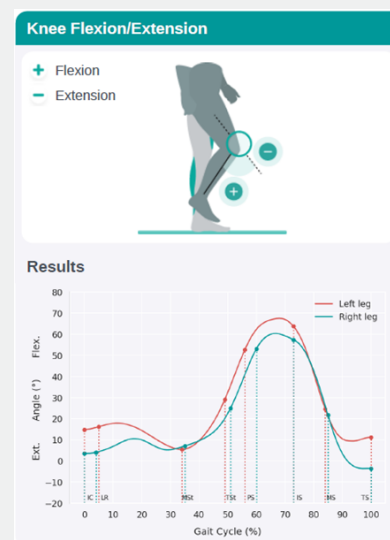 Knee Flexion/Extension
+ Flexion
− Extension
−
+
Results
80
70
60
50
40
30
20
10
0
−10
−20
Flex.
Angle (°)
Ext.
Left leg
Right leg
IC LR MSt TSt PS IS MS TS
0 10 20 30 40 50 60 70 80 90 100
Gait Cycle (%)